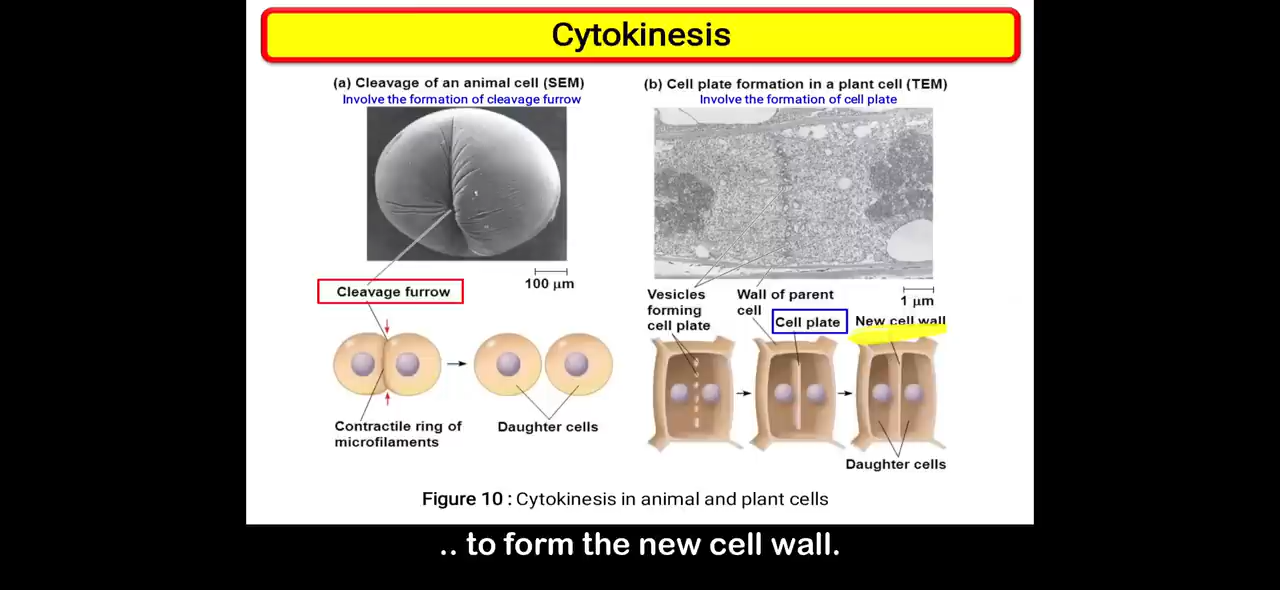 Cytokinesis
(a) Cleavage of an animal cell (SEM)
Involve the formation of cleavage furrow
100 µm
Cleavage furrow
Contractile ring of
microfilaments
Daughter cells
(b) Cell plate formation in a plant cell (TEM)
Involve the formation of cell plate
1 µm
Vesicles
forming
cell plate
Wall of parent
cell
Cell plate
New cell wall
Daughter cells
Figure 10 : Cytokinesis in animal and plant cells
.. to form the new cell wall.